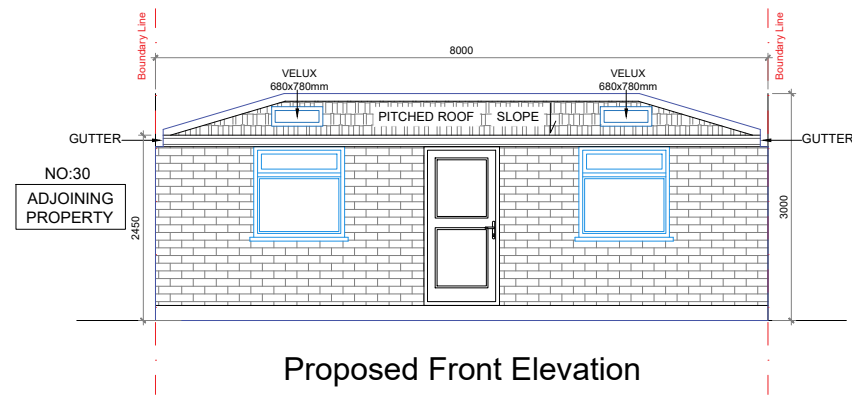 Boundary Line
Boundary Line
8000
VELUX
680x780mm
VELUX
680x780mm
PITCHED ROOF SLOPE
GUTTER
GUTTER
NO:30
ADJOINING
PROPERTY
2450
3000
Proposed Front Elevation